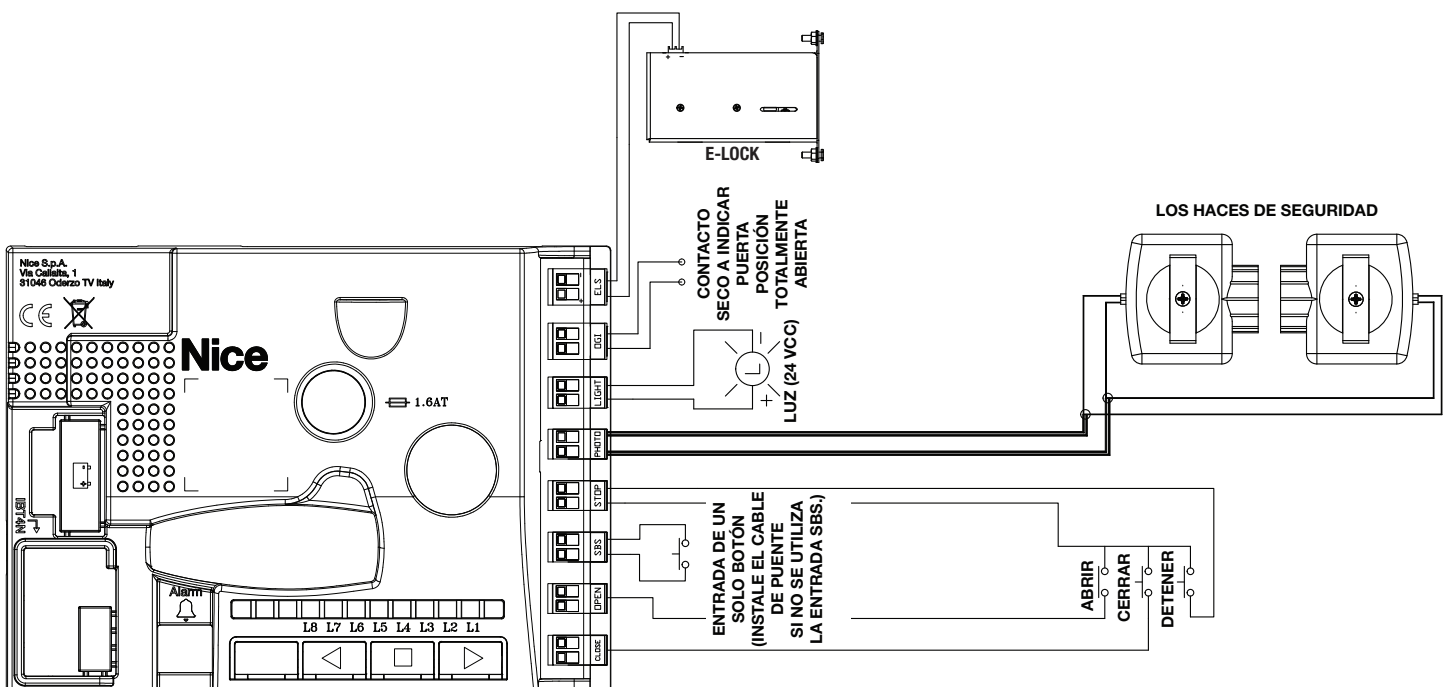 + -
E-LOCK
LOS HACES DE SEGURIDAD
CONTACTO
SECO A INDICAR
PUERTA
POSICIÓN
TOTALMENTE
ABIERTA
Nice S.p.A.
Via Callalta, 1
31046 Oderzo TV Italy
CE
Nice
1.6AT
IBT4N
Alarm
L8 L7 L6 L5 L4 L3 L2 L1
- +
ELS
OGI
LIGHT
PHOTO
STOP
SBS
OPEN
CLOSE
L
-
+
LUZ (24 VCC)
ENTRADA DE UN
SOLO BOTÓN
(INSTALE EL CABLE
DE PUENTE
SI NO SE UTILIZA
LA ENTRADA SBS.)
ABRIR
CERRAR
DETENER